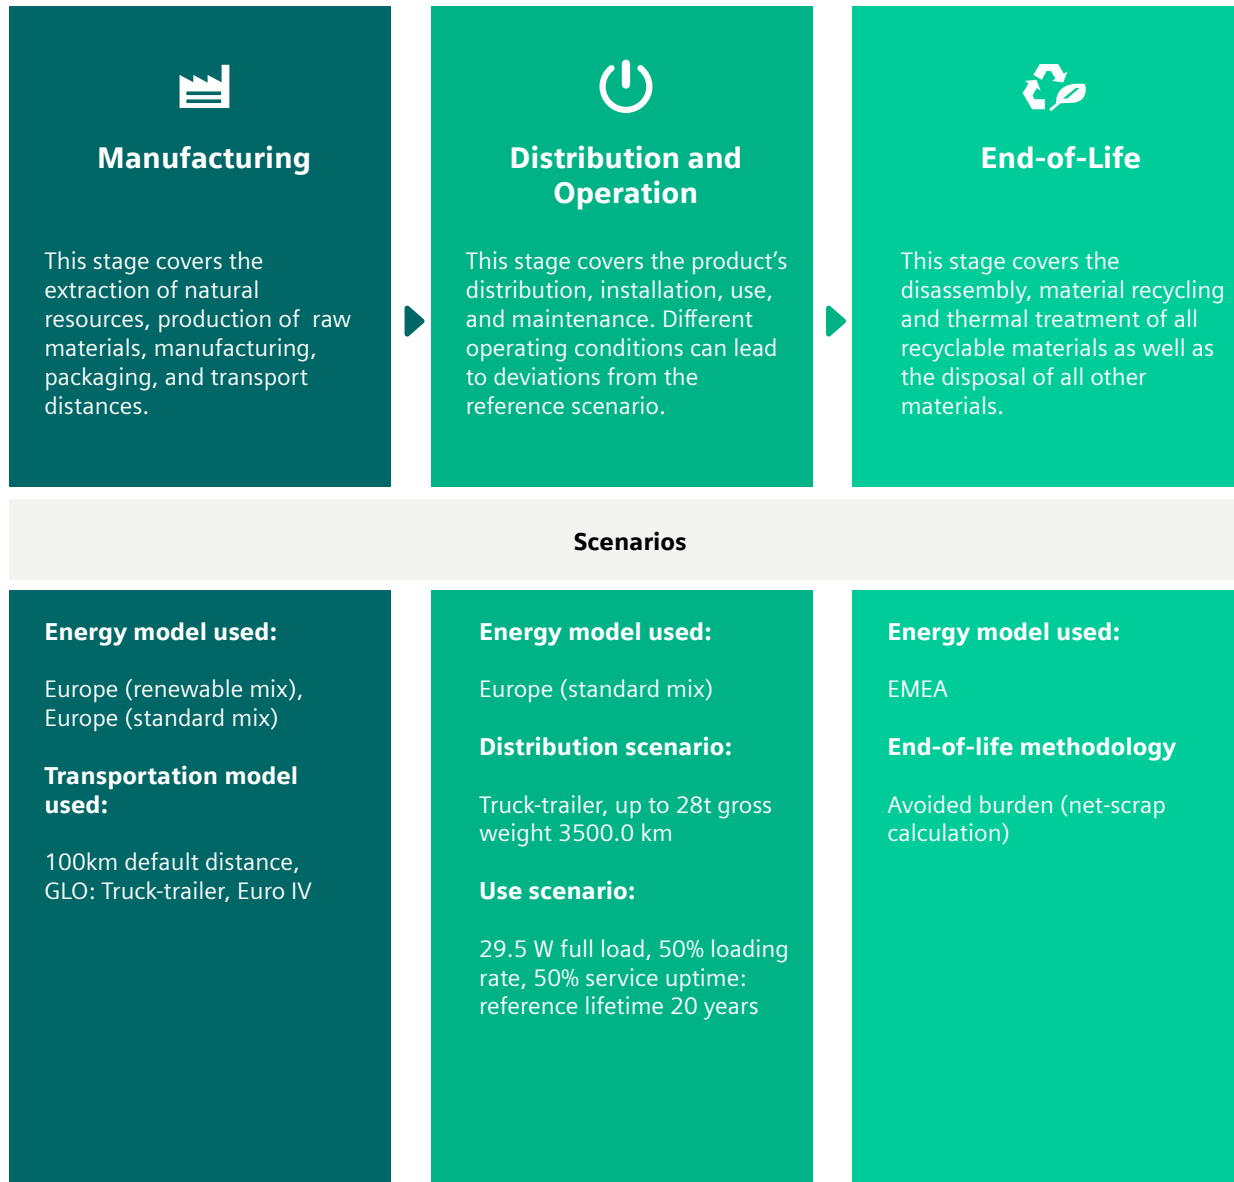 Manufacturing
This stage covers the
extraction of natural
resources, production of  raw
materials, manufacturing,
packaging, and transport
distances.
Distribution and
Operation
This stage covers the product’s
distribution, installation, use,
and maintenance. Different
operating conditions can lead
to deviations from the
reference scenario.
End-of-Life
This stage covers the
disassembly, material recycling
and thermal treatment of all
recyclable materials as well as
the disposal of all other
materials.
Scenarios
Energy model used:
Europe (renewable mix),
Europe (standard mix)
Transportation model
used:
100km default distance,
GLO: Truck-trailer, Euro IV
Energy model used:
Europe (standard mix)
Distribution scenario:
Truck-trailer, up to 28t gross
weight 3500.0 km
Use scenario:
29.5 W full load, 50% loading
rate, 50% service uptime:
reference lifetime 20 years
Energy model used:
EMEA
End-of-life methodology
Avoided burden (net-scrap
calculation)